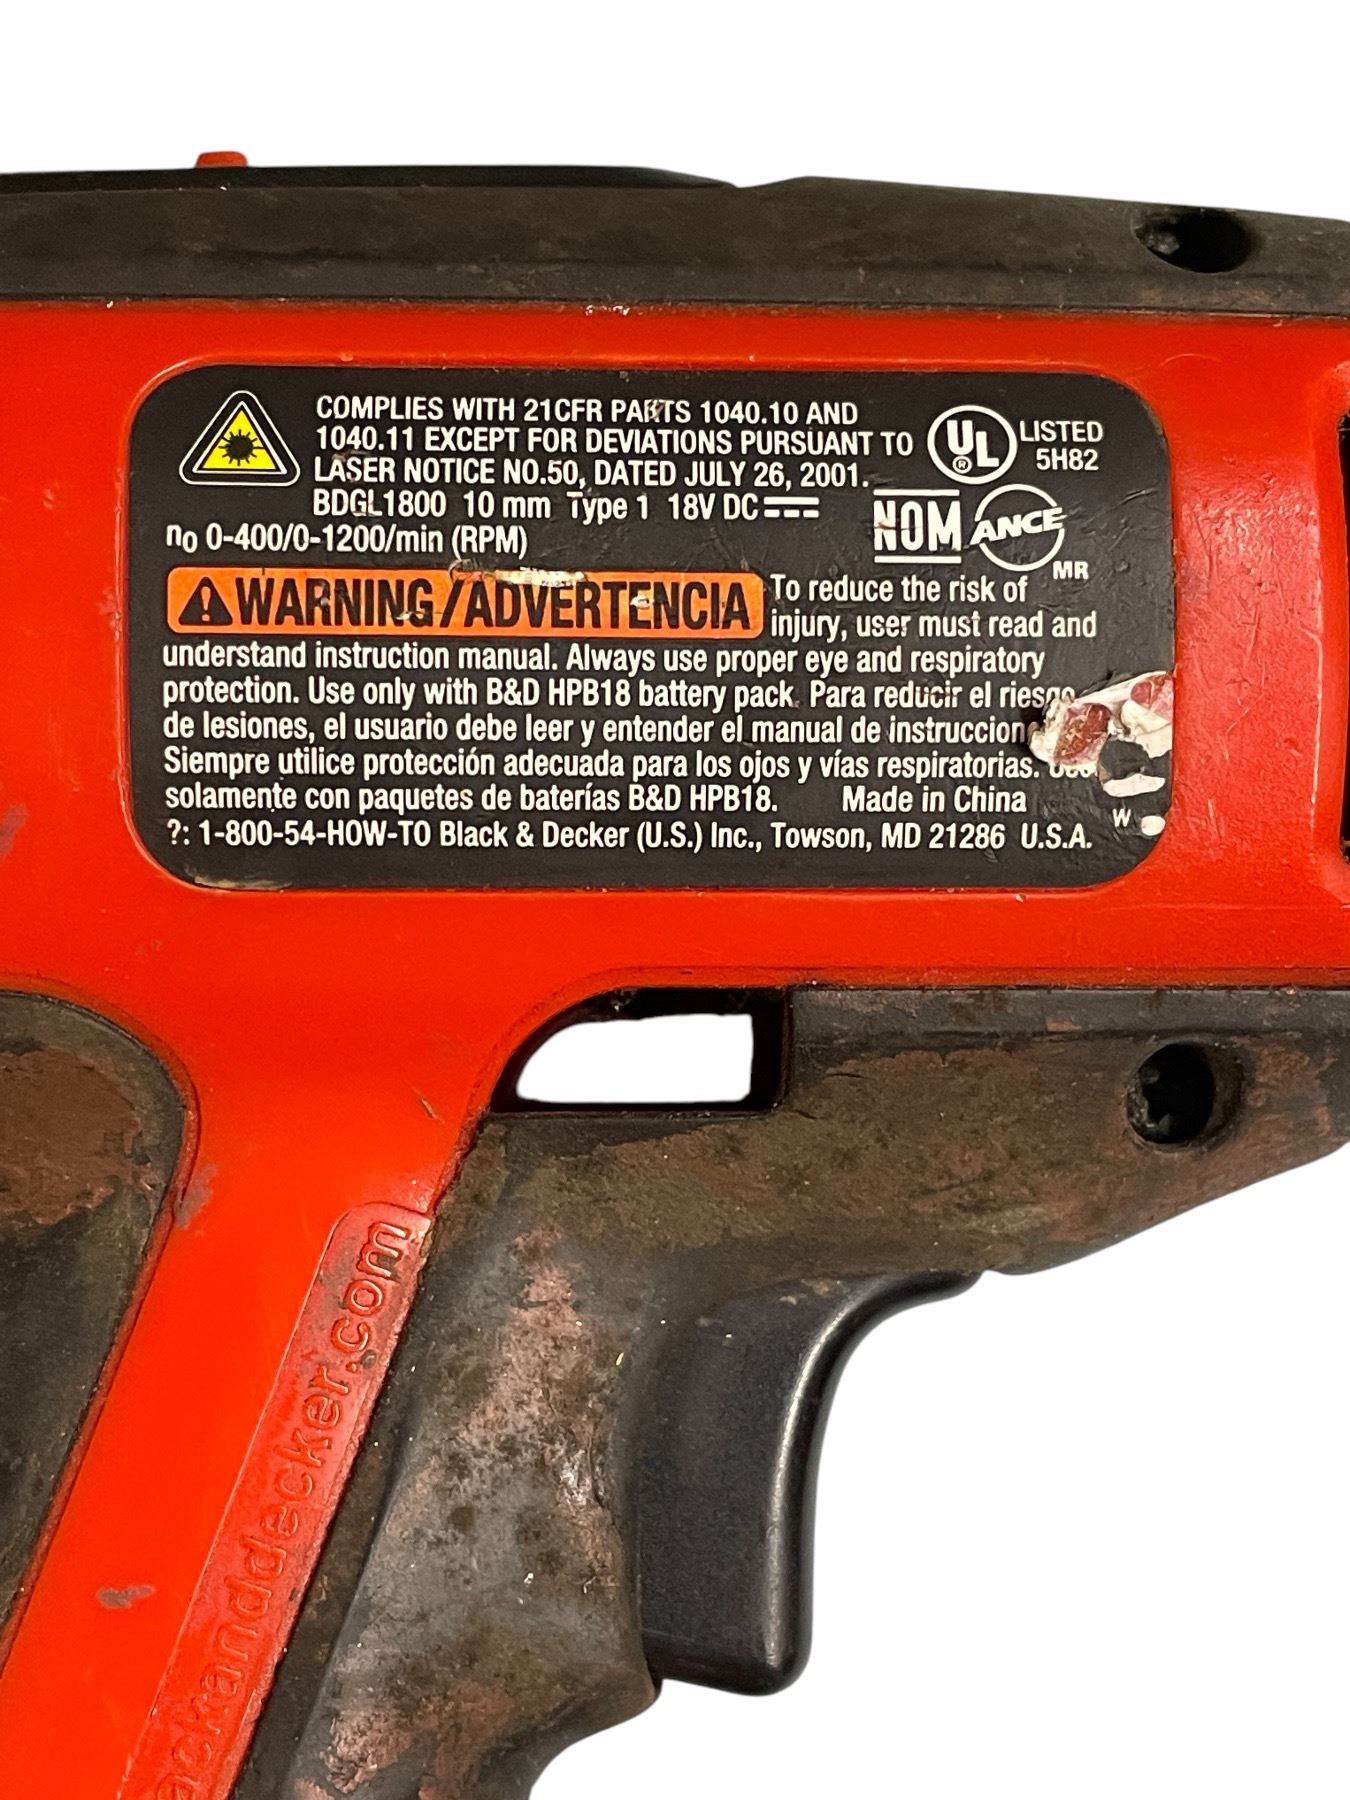 COMPLIES WITH 21CFR PARTS 1040.10 AND
1040.11 EXCEPT FOR DEVIATIONS PURSUANT TO
LASER NOTICE NO.50, DATED JULY 26, 2001.
BDGL1800 10 mm Type 1 18V DC
no 0-400/0-1200/min (RPM)
UL
®
LISTED
5H82
NOM
ANCE
MR
WARNING/ADVERTENCIA To reduce the risk of
injury, user must read and
understand instruction manual. Always use proper eye and respiratory
protection. Use only with B&D HPB18 battery pack. Para reducir el riesgo
de lesiones, el usuario debe leer y entender el manual de
Siempre utilice protección adecuada para los ojos y vías respiratorias.
solamente con paquetes de baterías B&D HPB18. Made in China
W
?: 1-800-54-HOW-TO Black & Decker (U.S.) Inc., Towson, MD 21286 U.S.A.
ackanddecker.com